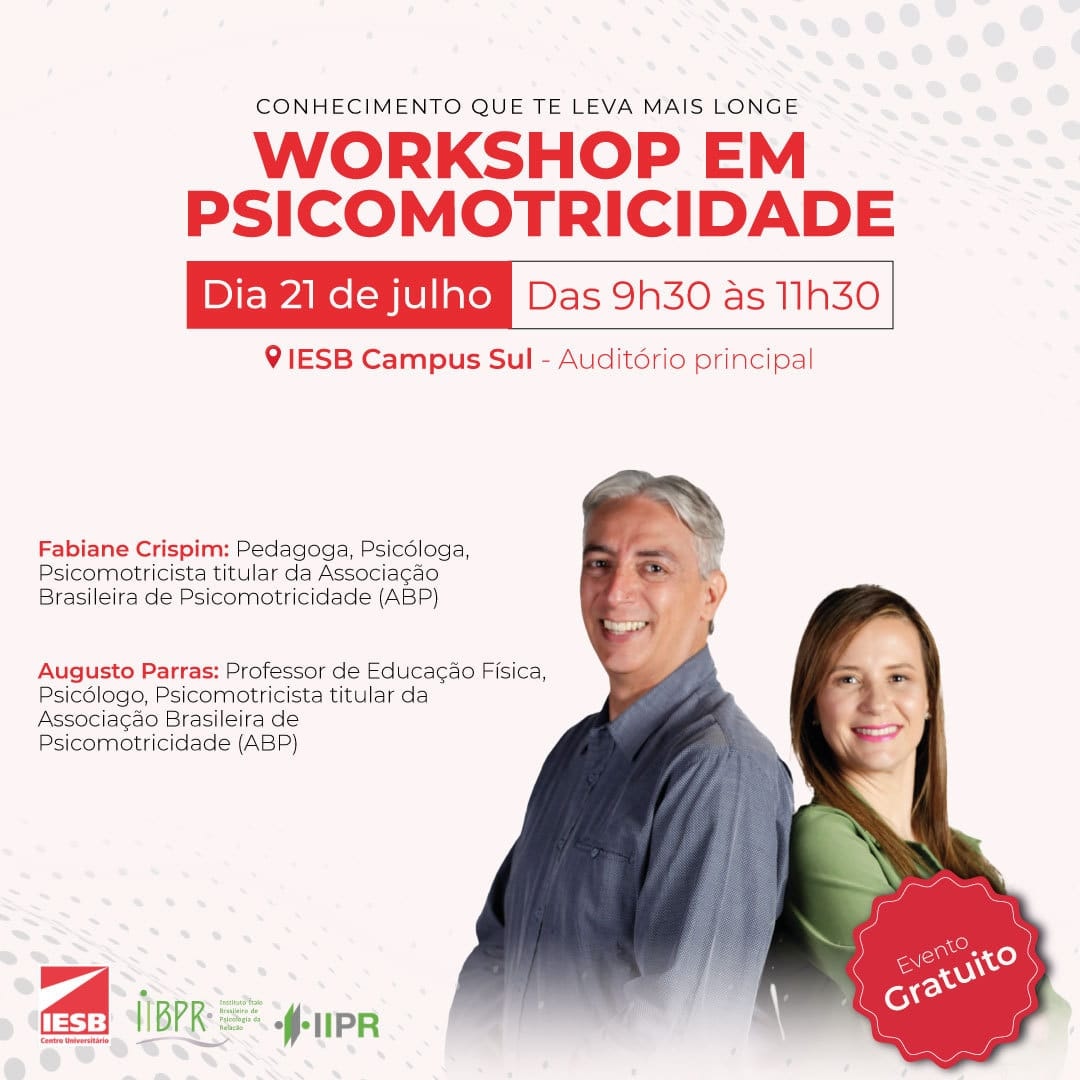 CONHECIMENTO QUE TE LEVA MAIS LONGE
WORKSHOP EM
PSICOMOTRICIDADE
Dia 21 de julho Das 9h30 às 11h30
IESB Campus Sul - Auditório principal
Fabiane Crispim: Pedagoga, Psicóloga,
Psicomotricista titular da Associação
Brasileira de Psicomotricidade (ABP)
Augusto Parras: Professor de Educação Física,
Psicólogo, Psicomotricista titular da
Associação Brasileira de
Psicomotricidade (ABP)
Evento
Gratuito
IESB
Centro Universitário
IIBPR
Instituto Ítalo
Brasileiro de
Psicologia da
Relação
IIPR